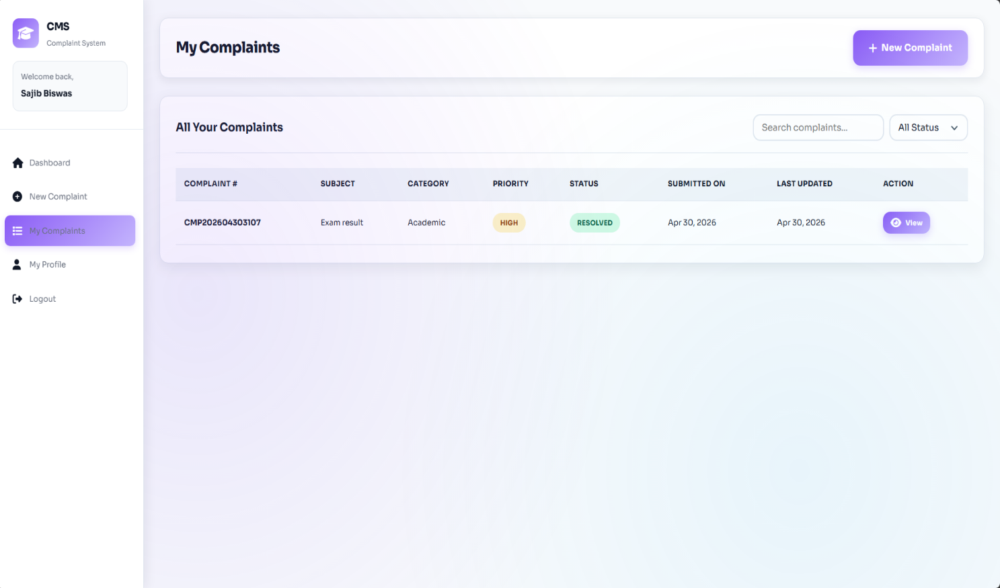 CMS
Complaint System
Welcome back,
Sajib Biswas
Dashboard
New Complaint
My Complaints
My Profile
Logout
My Complaints
+ New Complaint
All Your Complaints
Search complaints...
All Status
COMPLAINT # SUBJECT CATEGORY PRIORITY STATUS SUBMITTED ON LAST UPDATED ACTION
CMP202604303107 Exam result Academic HIGH RESOLVED Apr 30, 2026 Apr 30, 2026 View